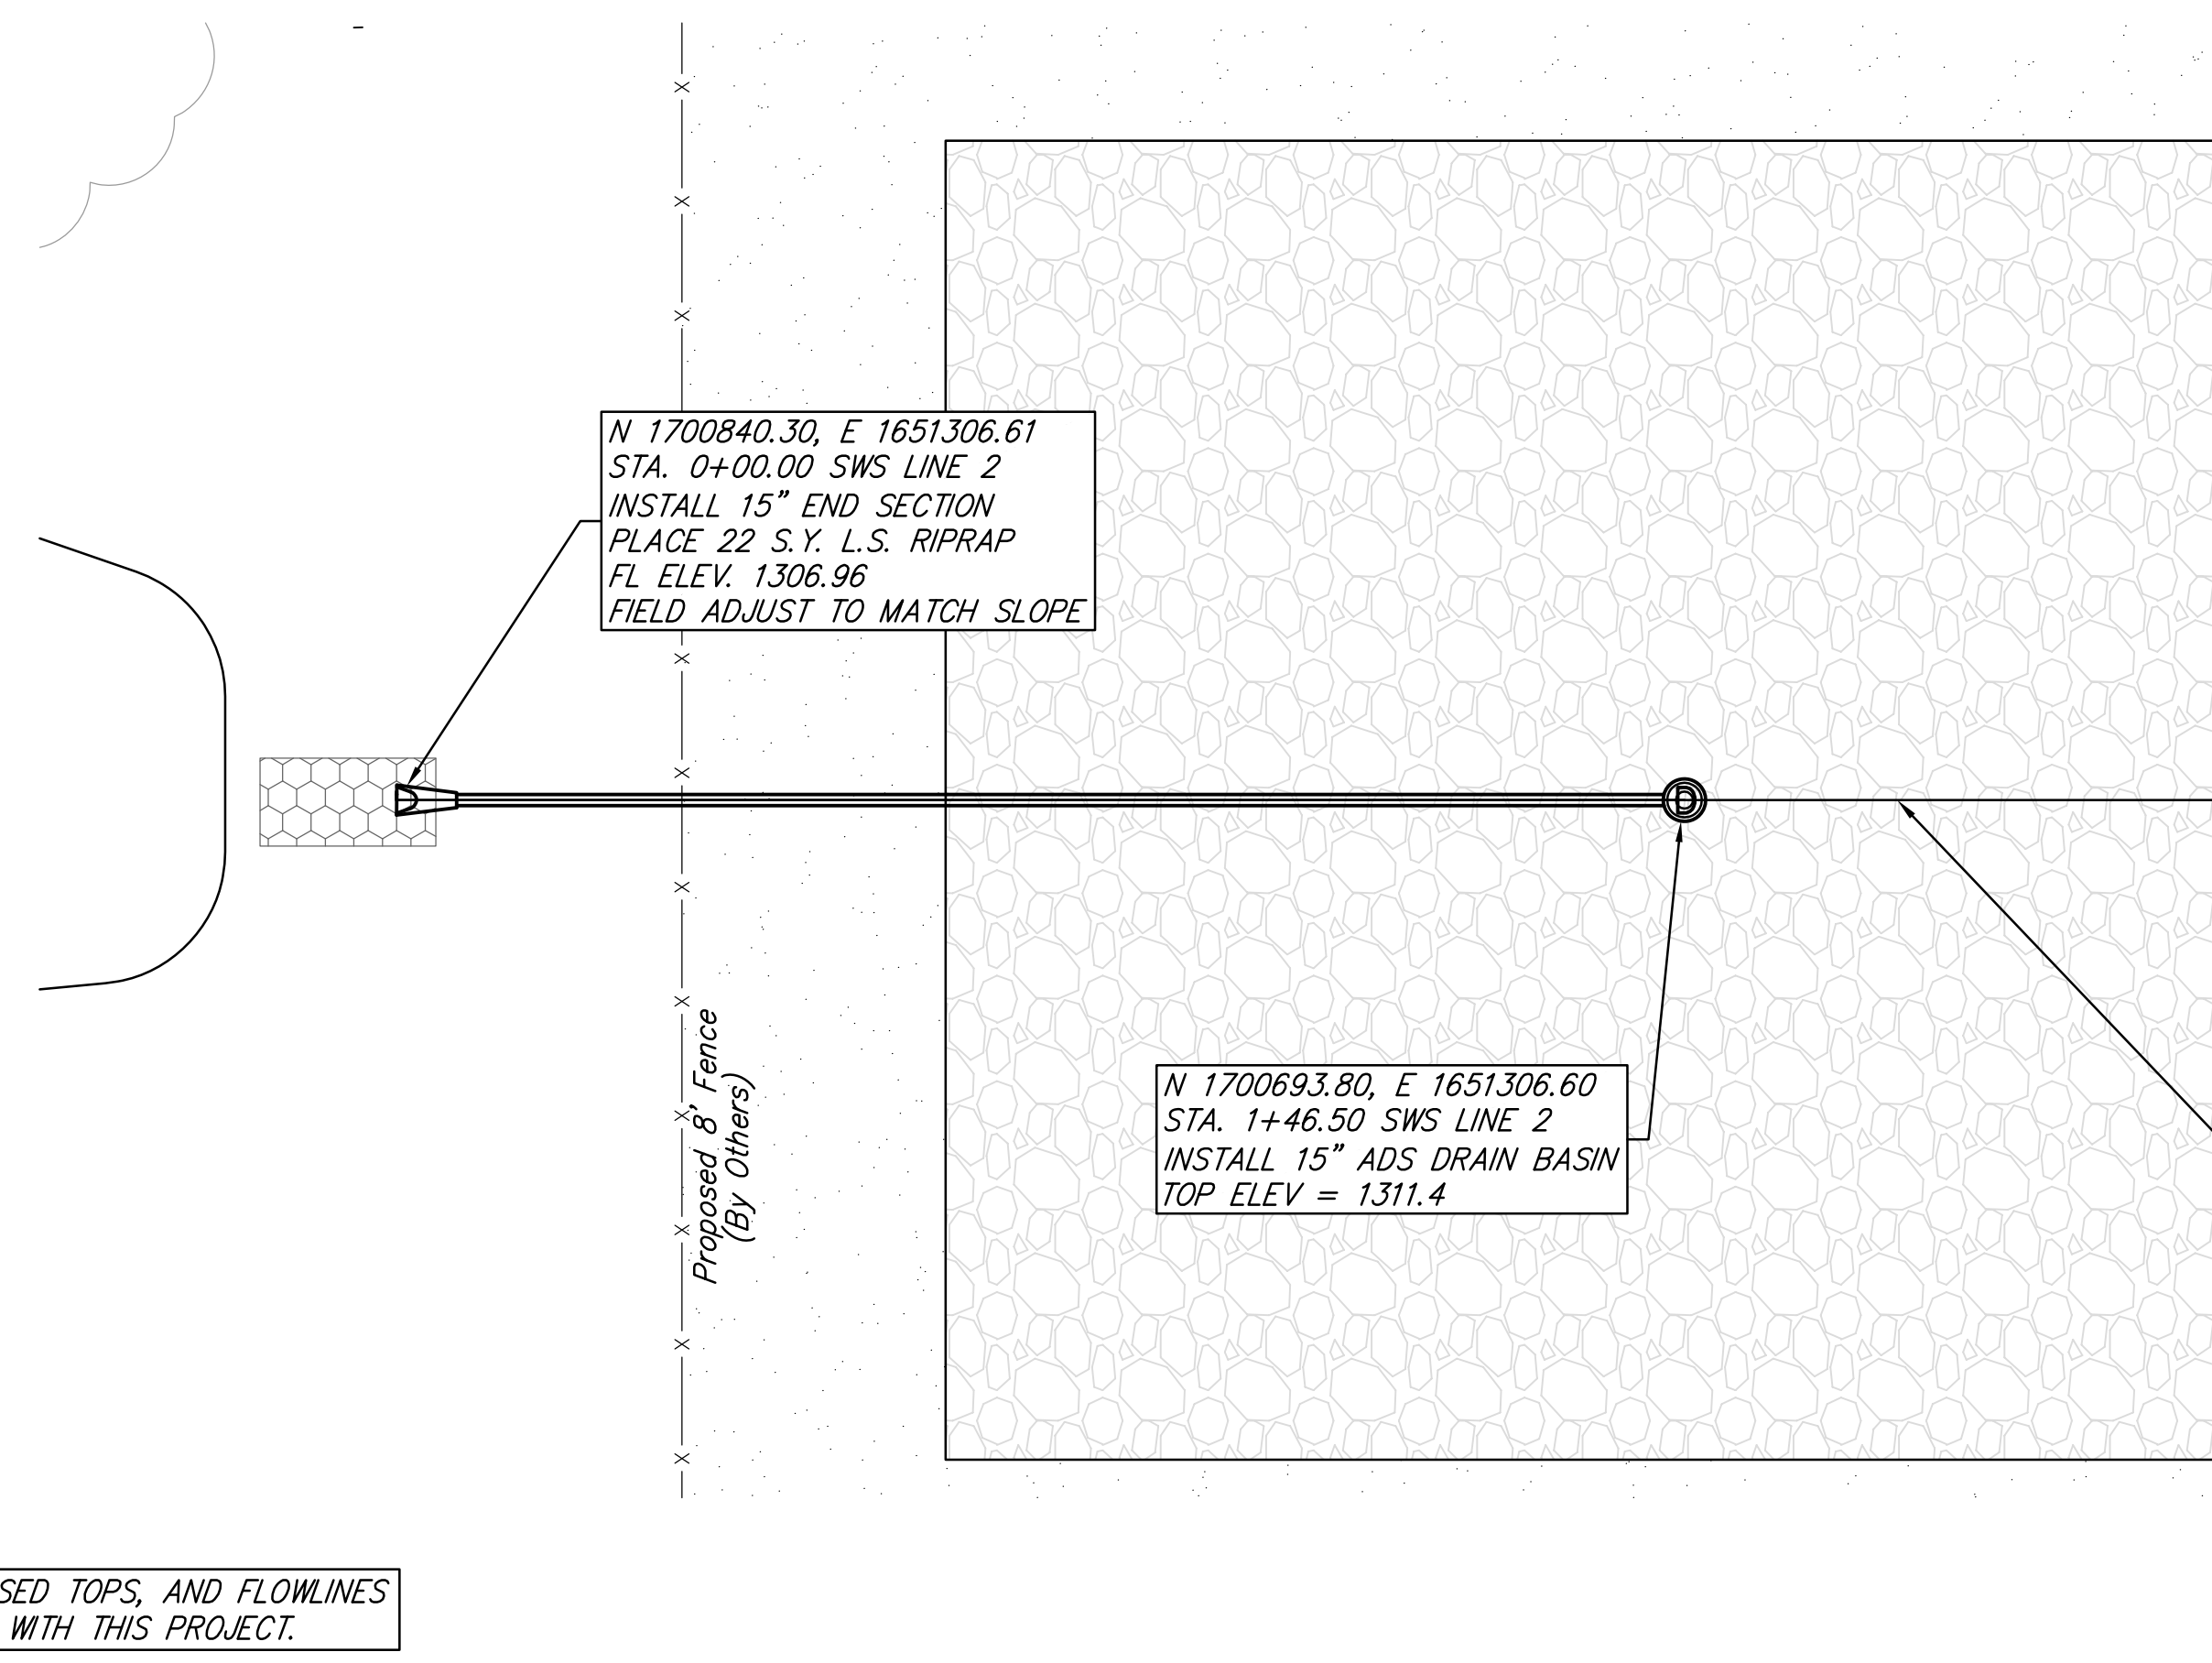 N 1700840.30, E 1651306.61
STA. 0+00.00 SWS LINE 2
INSTALL 15" END SECTION
PLACE 22 S.Y. L.S. RIPRAP
FL ELEV. 1306.96
FIELD ADJUST TO MATCH SLOPE
D
Proposed 8' Fence
(By Others)
N 1700693.80, E 1651306.60
STA. 1+46.50 SWS LINE 2
INSTALL 15" ADS DRAIN BASIN
TOP ELEV = 1311.4
SED TOPS, AND FLOWLINES
WITH THIS PROJECT.